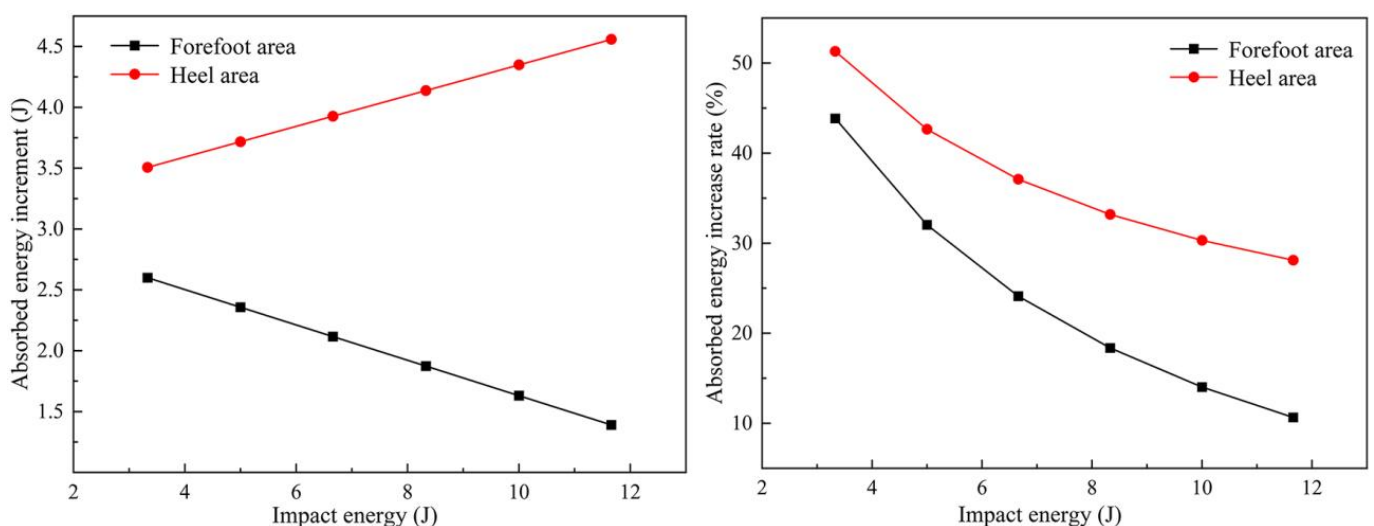 Absorbed energy increment (J)
4.5
4.0
3.5
3.0
2.5
2.0
1.5
Forefoot area
Heel area
2 4 6 8 10 12
Impact energy (J)
Absorbed energy increase rate (%)
50
40
30
20
10
Forefoot area
Heel area
2 4 6 8 10 12
Impact energy (J)